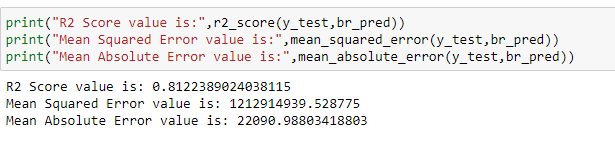 print("R2 Score value is:",r2_score(y_test,br_pred))
print("Mean Squared Error value is:",mean_squared_error(y_test,br_pred))
print("Mean Absolute Error value is:",mean_absolute_error(y_test,br_pred))
R2 Score value is: 0.8122389024038115
Mean Squared Error value is: 1212914939.528775
Mean Absolute Error value is: 22090.98803418803